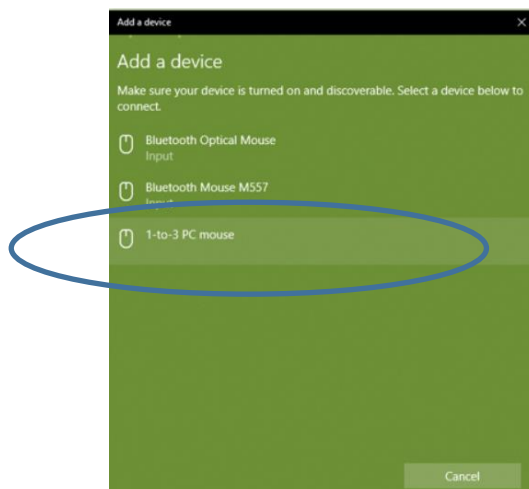 Add a device
Add a device
Make sure your device is turned on and discoverable. Select a device below to
connect.
Bluetooth Optical Mouse
Input
Bluetooth Mouse M557
Input
1-to-3 PC mouse
Cancel